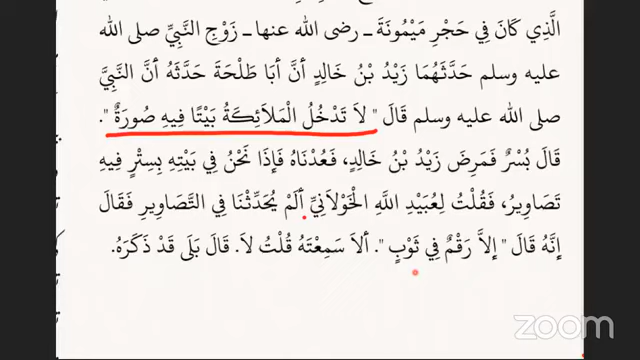 الَّذِي كَانَ فِي حَجْرِ مَيْمُونَةَ ـ رضى الله عنها ـ زَوْجِ النَّبِيِّ صلى الله
عليه وسلم حَدَّثَهُمَا زَيْدُ بْنُ خَالِدٍ أَنَّ أَبَا طَلْحَةَ حَدَّثَهُ أَنَّ النَّبِيَّ
صلى الله عليه وسلم قَالَ " لاَ تَدْخُلُ الْمَلاَئِكَةُ بَيْتًا فِيهِ صُورَةٌ ".
قَالَ بُسْرٌ فَمَرِضَ زَيْدُ بْنُ خَالِدٍ، فَعُدْنَاهُ فَإِذَا نَحْنُ فِي بَيْتِهِ بِسِتْرٍ فِيهِ
تَصَاوِيرُ، فَقُلْتُ لِعُبَيْدِ اللَّهِ الْخَوْلاَنِيِّ أَلَمْ يُحَدِّثْنَا فِي التَّصَاوِيرِ فَقَالَ
إِنَّهُ قَالَ " إِلاَّ رَقْمٌ فِي ثَوْبٍ ". أَلاَ سَمِعْتَهُ قُلْتُ لاَ. قَالَ بَلَى قَدْ ذَكَرَهُ.
zoom